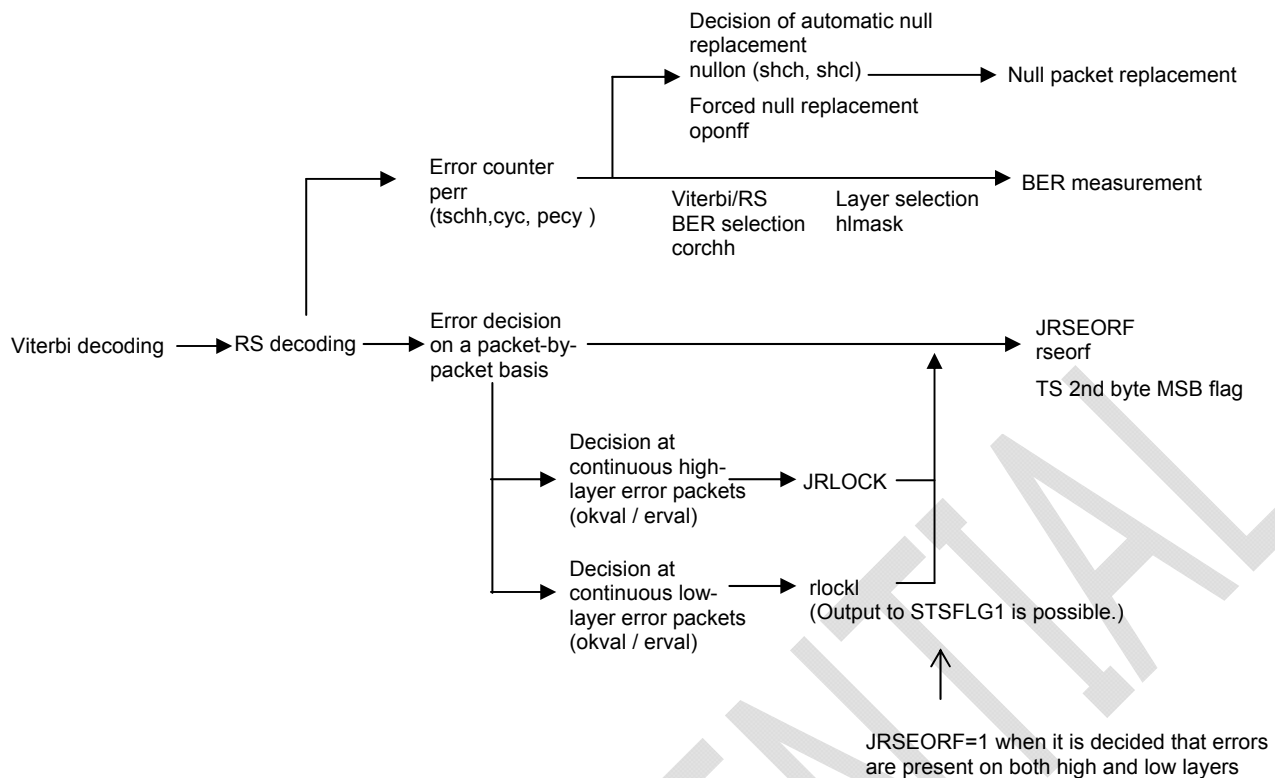 Decision of automatic null
replacement
nullon (shch, shcl)
Null packet replacement
Forced null replacement
oponff
Error counter
perr
(tschh,cyc, pecy )
BER measurement
Viterbi/RS
BER selection
corchh
Layer selection
hlmask
Viterbi decoding
RS decoding
Error decision
on a packet-by-
packet basis
JRSEORF
rseorf
TS 2nd byte MSB flag
Decision at
continuous high-
layer error packets
(okval / erval)
JRLOCK
Decision at
continuous low-
layer error packets
(okval / erval)
rlockl
(Output to STSFLG1 is possible.)
JRSEORF=1 when it is decided that errors
are present on both high and low layers